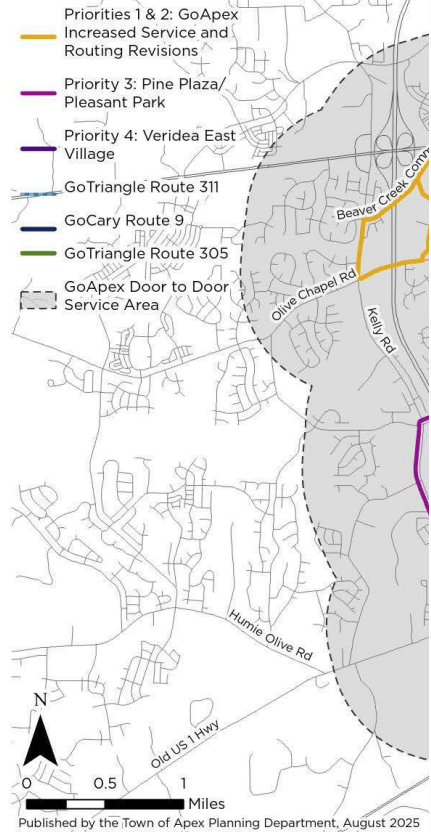 Priorities 1 & 2: GoApex
Increased Service and
Routing Revisions
Priority 3: Pine Plaza/
Pleasant Park
Priority 4: Veridea East
Village
GoTriangle Route 311
GoCary Route 9
GoTriangle Route 305
GoApex Door to Door
Service Area
Beaver Creek Comm
Olive Chapel Rd
Kelly Rd
Humie Olive Rd
Old US 1 Hwy
N
0 0.5 1
Miles
Published by the Town of Apex Planning Department, August 2025